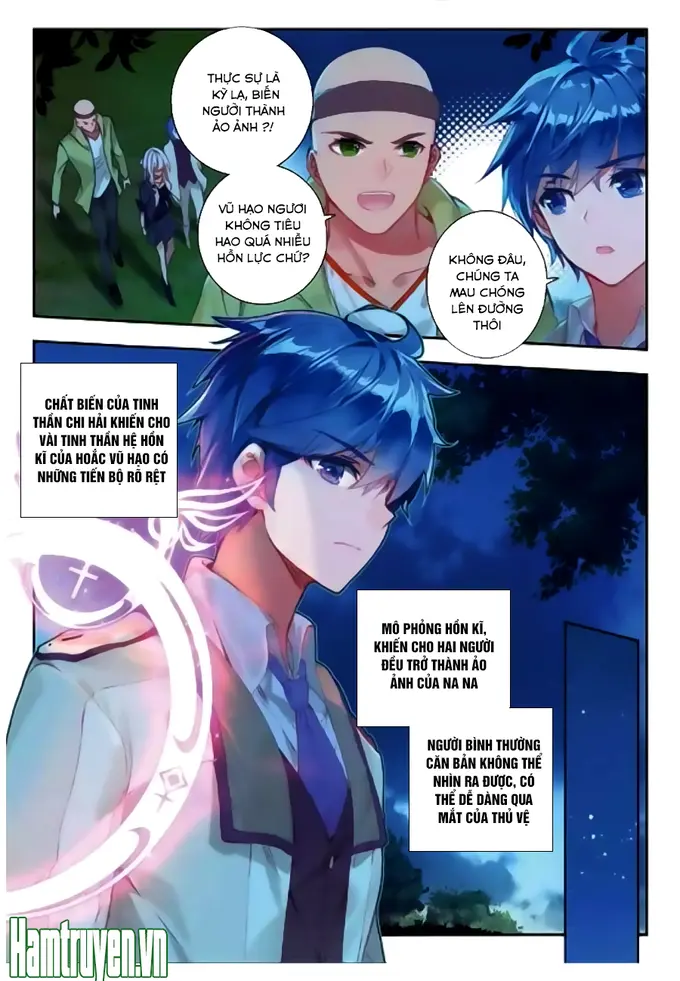 THỰC SỰ LÀ
KỲ LẠ, BIẾN
NGƯỜI THÀNH
ẢO ẢNH ?!
VŨ HẠO NGƯƠI
KHÔNG TIÊU
HAO QUÁ NHIỀU
HỒN LỰC CHỨ?
KHÔNG ĐÂU,
CHÚNG TA
MAU CHÓNG
LÊN ĐƯỜNG
THÔI
CHẤT BIẾN CỦA TINH
THẦN CHI HẢI KHIẾN CHO
VÀI TINH THẦN HỆ HỒN
KĨ CỦA HOẮC VŨ HẠO CÓ
NHỮNG TIẾN BỘ RÕ RỆT
MÔ PHỎNG HỒN KĨ,
KHIẾN CHO HAI NGƯỜI
ĐỀU TRỞ THÀNH ẢO
ẢNH CỦA NA NA
NGƯỜI BÌNH THƯỜNG
CĂN BẢN KHÔNG THỂ
NHÌN RA ĐƯỢC, CÓ
THỂ DỄ DÀNG QUA
MẮT CỦA THỦ VỆ
Hamtruyen.vn